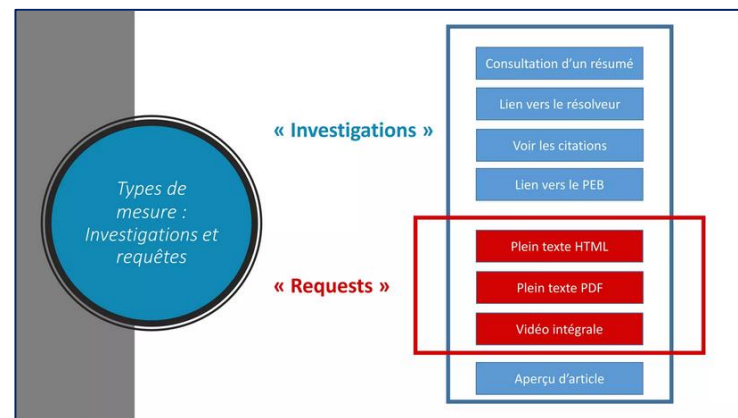 Types de
mesure :
Investigations et
requêtes
« Investigations »
« Requests »
Consultation d'un résumé
Lien vers le résolveur
Voir les citations
Lien vers le PEB
Plein texte HTML
Plein texte PDF
Vidéo intégrale
Aperçu d'article